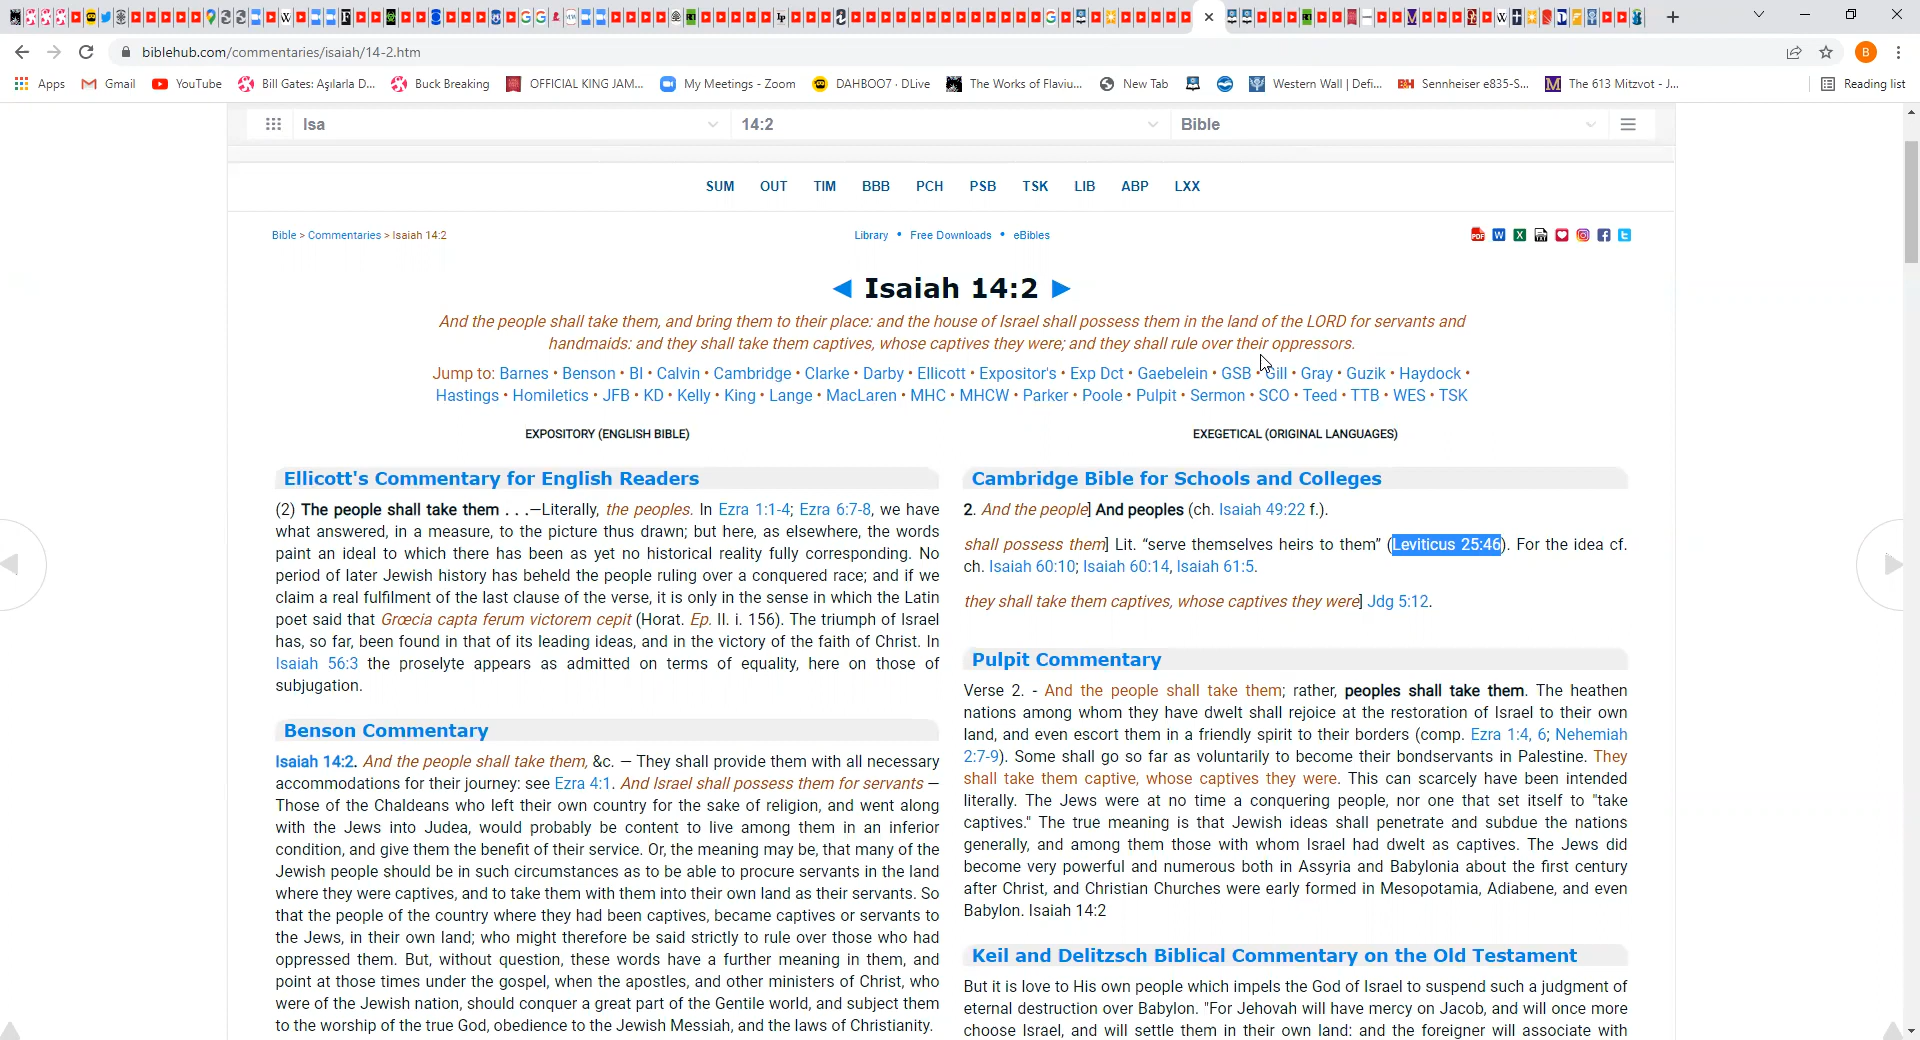 biblehub.com/commentaries/isaiah/14-2.htm
B
Apps Gmail YouTube Bill Gates: Aşılarla D... Buck Breaking OFFICIAL KING JAM... My Meetings - Zoom DAHBOO7 · DLive The Works of Flaviu... New Tab Western Wall | Defi... Sennheiser e835-S... The 613 Mitzvot - J... Reading list
Isa 14:2 Bible
SUM OUT TIM BBB PCH PSB TSK LIB ABP LXX
Bible > Commentaries > Isaiah 14:2
Library • Free Downloads • eBibles
◄ Isaiah 14:2 ►
And the people shall take them, and bring them to their place: and the house of Israel shall possess them in the land of the LORD for servants and
handmaids: and they shall take them captives, whose captives they were; and they shall rule over their oppressors.
Jump to: Barnes • Benson • BI • Calvin • Cambridge • Clarke • Darby • Ellicott • Expositor's • Exp Dct • Gaebelein • GSB • Gill • Gray • Guzik • Haydock •
Hastings • Homiletics • JFB • KD • Kelly • King • Lange • MacLaren • MHC • MHCW • Parker • Poole • Pulpit • Sermon • SCO • Teed • TTB • WES • TSK
EXPOSITORY (ENGLISH BIBLE)
Ellicott's Commentary for English Readers
(2) The people shall take them . . .—Literally, the peoples. In Ezra 1:1-4; Ezra 6:7-8, we have
what answered, in a measure, to the picture thus drawn; but here, as elsewhere, the words
paint an ideal to which there has been as yet no historical reality fully corresponding. No
period of later Jewish history has beheld the people ruling over a conquered race; and if we
claim a real fulfilment of the last clause of the verse, it is only in the sense in which the Latin
poet said that Græcia capta ferum victorem cepit (Horat. Ep. II. i. 156). The triumph of Israel
has, so far, been found in that of its leading ideas, and in the victory of the faith of Christ. In
Isaiah 56:3 the proselyte appears as admitted on terms of equality, here on those of
subjugation.
Benson Commentary
Isaiah 14:2. And the people shall take them, &c. — They shall provide them with all necessary
accommodations for their journey: see Ezra 4:1. And Israel shall possess them for servants —
Those of the Chaldeans who left their own country for the sake of religion, and went along
with the Jews into Judea, would probably be content to live among them in an inferior
condition, and give them the benefit of their service. Or, the meaning may be, that many of the
Jewish people should be in such circumstances as to be able to procure servants in the land
where they were captives, and to take them with them into their own land as their servants. So
that the people of the country where they had been captives, became captives or servants to
the Jews, in their own land; who might therefore be said strictly to rule over those who had
oppressed them. But, without question, these words have a further meaning in them, and
point at those times under the gospel, when the apostles, and other ministers of Christ, who
were of the Jewish nation, should conquer a great part of the Gentile world, and subject them
to the worship of the true God, obedience to the Jewish Messiah, and the laws of Christianity.
EXEGETICAL (ORIGINAL LANGUAGES)
Cambridge Bible for Schools and Colleges
2. And the people] And peoples (ch. Isaiah 49:22 f.).
shall possess them] Lit. “serve themselves heirs to them” (Leviticus 25:46). For the idea cf.
ch. Isaiah 60:10; Isaiah 60:14, Isaiah 61:5.
they shall take them captives, whose captives they were] Jdg 5:12.
Pulpit Commentary
Verse 2. - And the people shall take them; rather, peoples shall take them. The heathen
nations among whom they have dwelt shall rejoice at the restoration of Israel to their own
land, and even escort them in a friendly spirit to their borders (comp. Ezra 1:4, 6; Nehemiah
2:7-9). Some shall go so far as voluntarily to become their bondservants in Palestine. They
shall take them captive, whose captives they were. This can scarcely have been intended
literally. The Jews were at no time a conquering people, nor one that set itself to "take
captives." The true meaning is that Jewish ideas shall penetrate and subdue the nations
generally, and among them those with whom Israel had dwelt as captives. The Jews did
become very powerful and numerous both in Assyria and Babylonia about the first century
after Christ, and Christian Churches were early formed in Mesopotamia, Adiabene, and even
Babylon. Isaiah 14:2
Keil and Delitzsch Biblical Commentary on the Old Testament
But it is love to His own people which impels the God of Israel to suspend such a judgment of
eternal destruction over Babylon. "For Jehovah will have mercy on Jacob, and will once more
choose Israel, and will settle them in their own land: and the foreigner will associate with